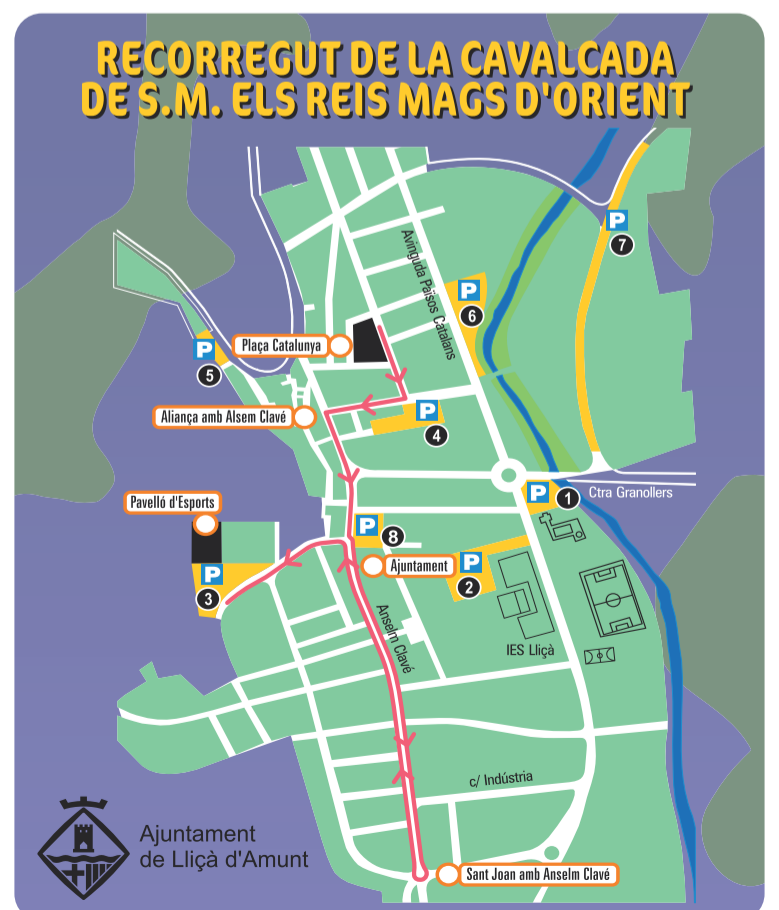 RECORREGUT DE LA CAVALCADA
DE S.M. ELS REIS MAGS D'ORIENT
P
7
Avinguda Països Catalans
P
6
Plaça Catalunya
P
5
Aliança amb Alsem Clavé
P
4
Pavelló d'Esports
P
1
Ctra Granollers
P
8
Ajuntament
P
2
P
3
Anselm Clavé
IES Lliçà
c/ Indústria
Ajuntament
de Lliçà d'Amunt
Sant Joan amb Anselm Clavé